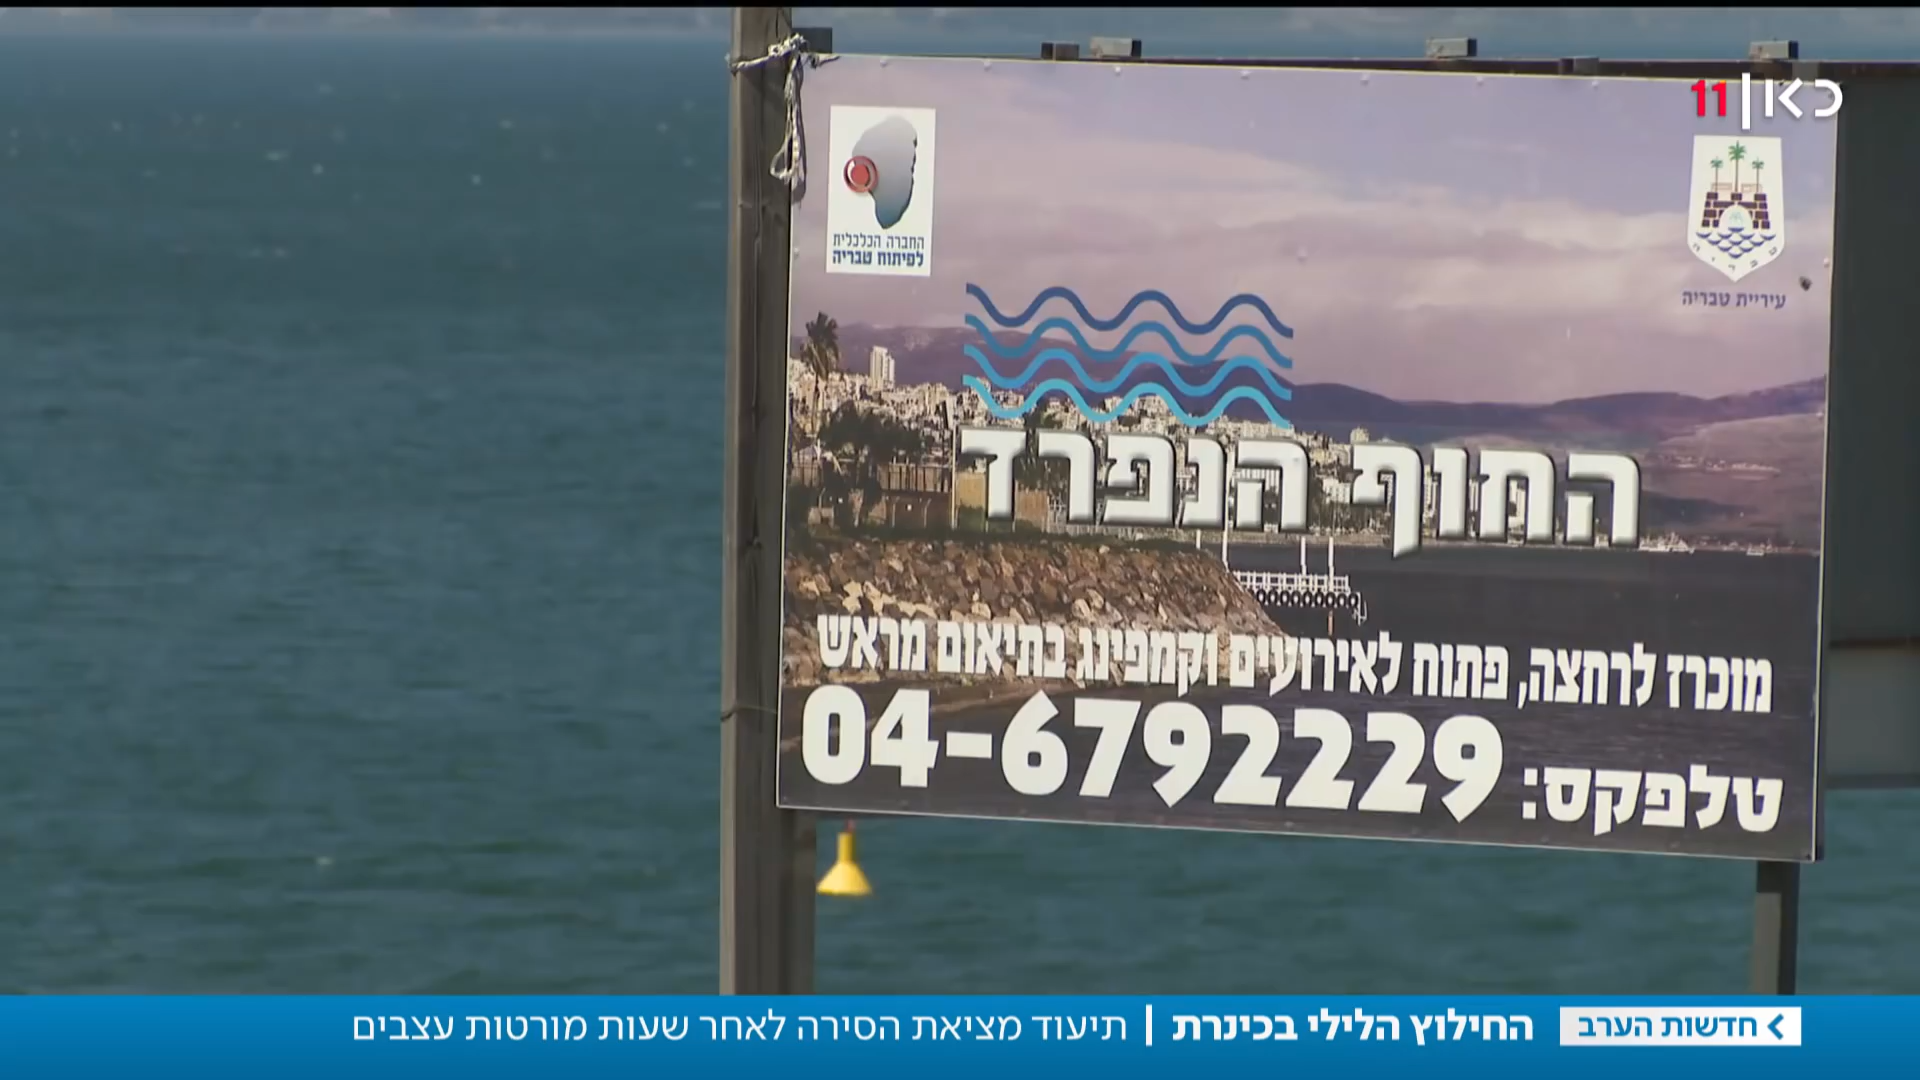 כאן 11
החברה הכלכלית
לפיתוח טבריה
טבריה
עיריית טבריה
החוף הנפרד
מוכרז לרחצה, פתוח לאירועים וקמפינג בתיאום מראש
טלפקס: 04-6792229
חדשות הערב
החילוץ הלילי בכינרת | תיעוד מציאת הסירה לאחר שעות מורטות עצבים